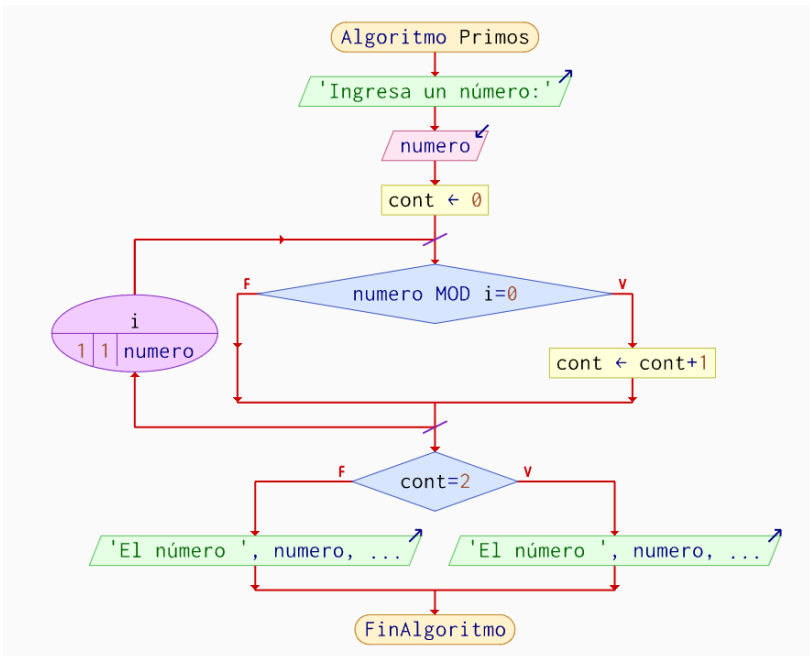 Algoritmo Primos
'Ingresa un número:'
numero
cont ← 0
i
1 1 numero
F
V
numero MOD i=0
cont ← cont+1
F
V
cont=2
'El número ', numero, ...
'El número ', numero, ...
FinAlgoritmo